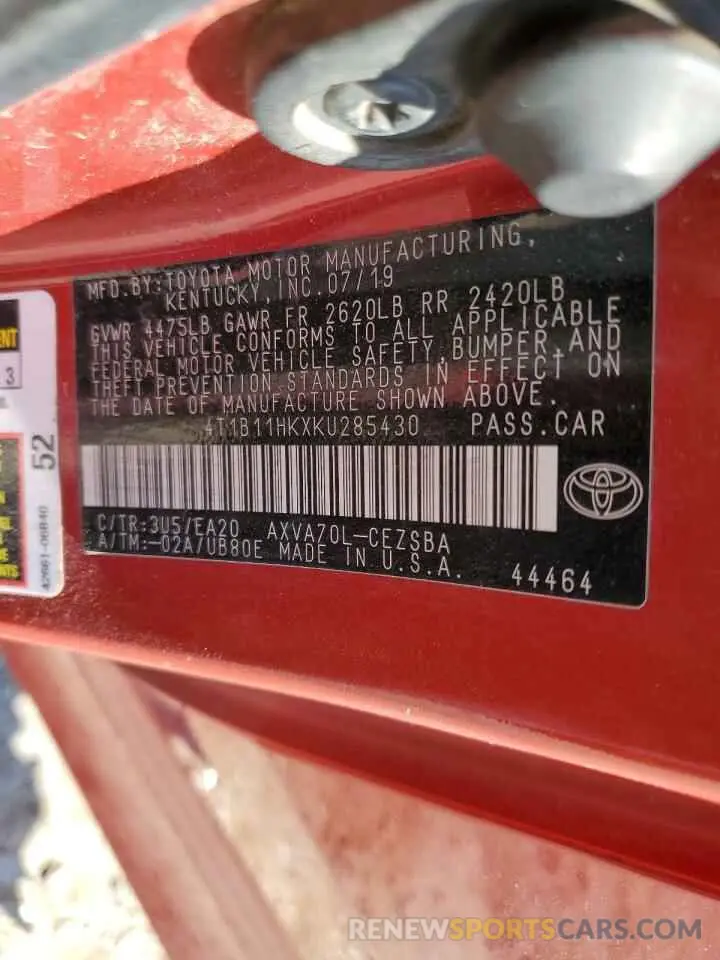 MFD.BY:TOYOTA MOTOR MANUFACTURING,
KENTUCKY, INC.07/19
GVWR 4475LB GAWR FR 2620LB RR 2420LB
THIS VEHICLE CONFORMS TO ALL APPLICABLE
FEDERAL MOTOR VEHICLE SAFETY,BUMPER,AND
THEFT PREVENTION STANDARDS IN EFFECT ON
THE DATE OF MANUFACTURE SHOWN ABOVE.
4T1B11HKXKU285430 PASS.CAR
C/TR:3U5/EA20 AXVA70L-CEZSBA
A/TM:-02A/UB80E MADE IN U.S.A.
44464
3
52
42661-06B40
RENEWSPORTSCARS.COM